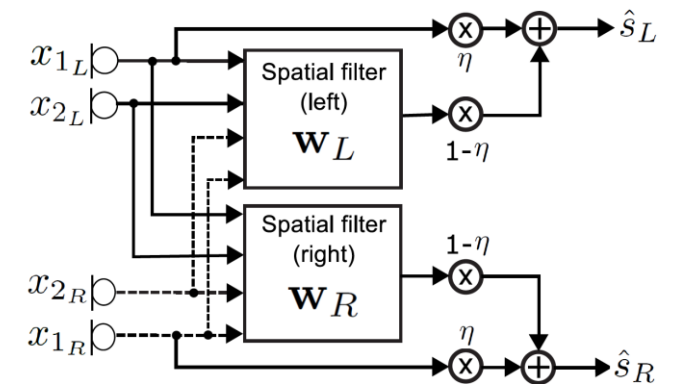 x1L
x2L
x2R
x1R
Spatial filter
(left)
wL
Spatial filter
(right)
wR
x
η
+
ŝL
x
1-η
1-η
x
η
x
+
ŝR